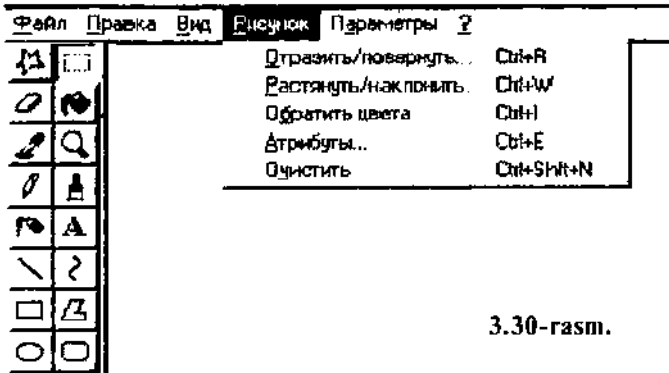 Файл Правка Вид Рисунок Параметры ?
Отразить/повернуть... Ctrl+R
Растянуть/наклонить. Ctrl+W
Обратить цвета Ctrl+I
Атрибуты... Ctrl+E
Очистить Ctrl+Shift+N
A
3.30-rasm.